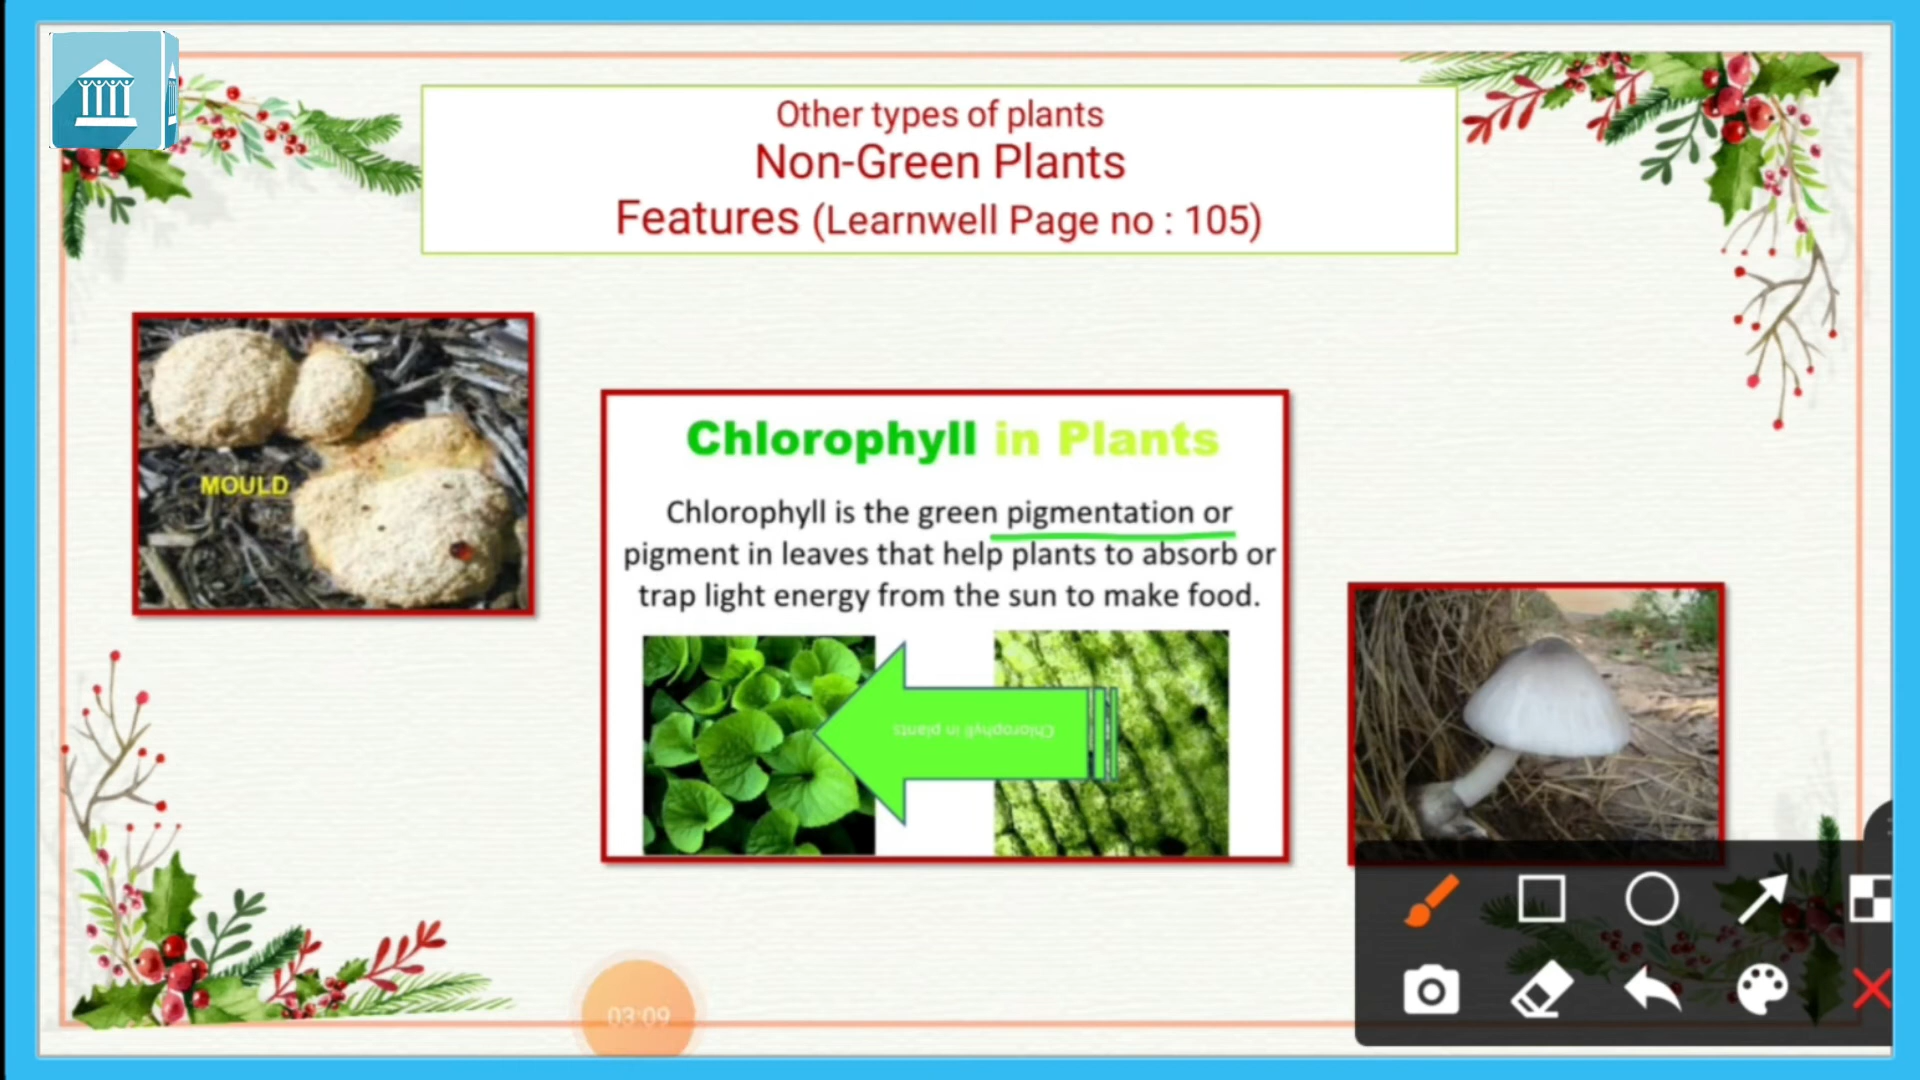 Other types of plants
Non-Green Plants
Features (Learnwell Page no : 105)
MOULD
Chlorophyll in Plants
Chlorophyll is the green pigmentation or
pigment in leaves that help plants to absorb or
trap light energy from the sun to make food.
Chlorophyll in plants
03:09